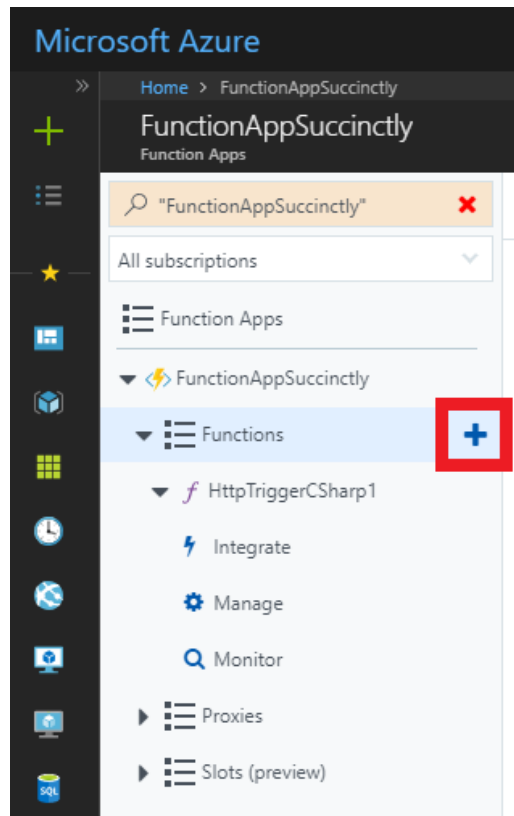 Microsoft Azure
Home > FunctionAppSuccinctly
FunctionAppSuccinctly
Function Apps
"FunctionAppSuccinctly"
All subscriptions
Function Apps
FunctionAppSuccinctly
Functions
HttpTriggerCSharp1
Integrate
Manage
Monitor
Proxies
Slots (preview)
SQL